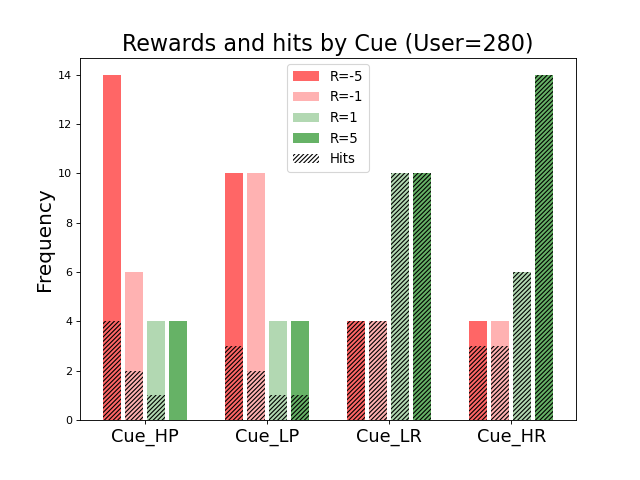 Rewards and hits by Cue (User=280)
R=-5
R=-1
R=1
R=5
Hits
Frequency
14
12
10
8
6
4
2
0
Cue_HP
Cue_LP
Cue_LR
Cue_HR